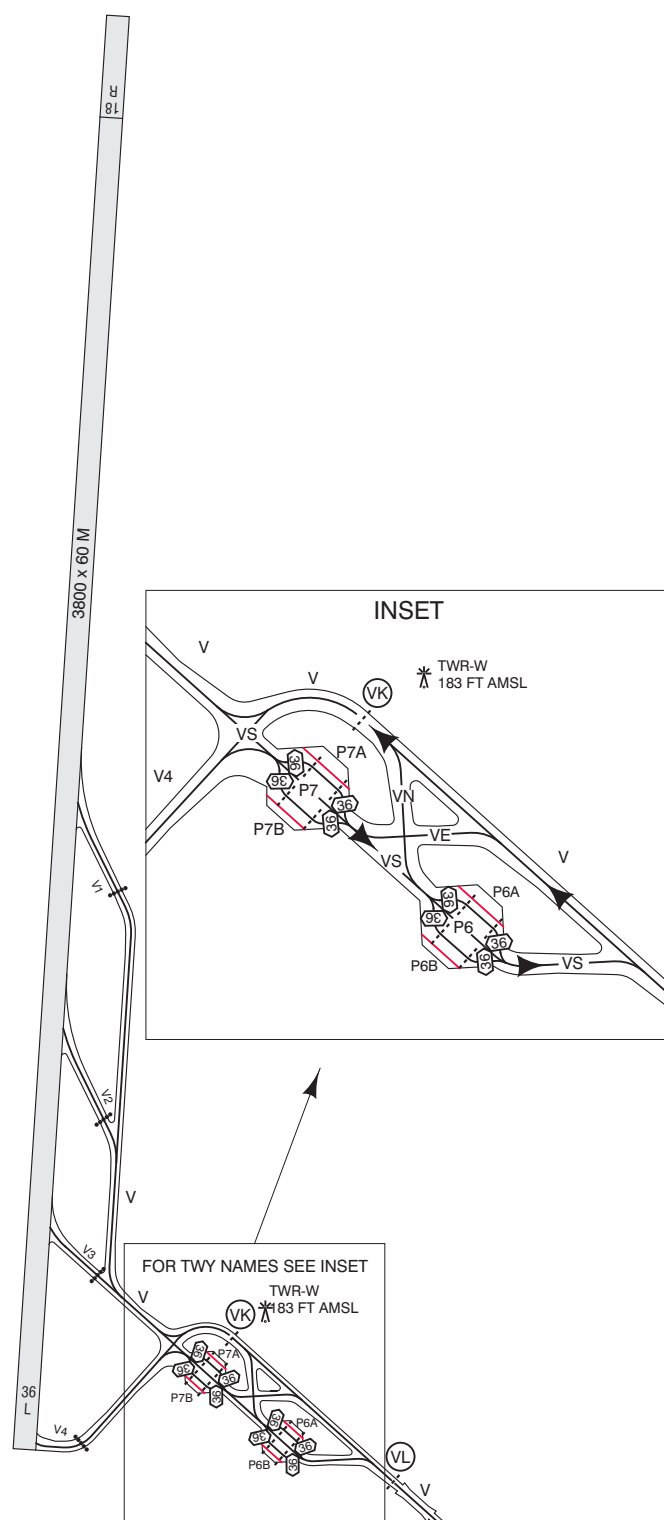 18
R
3800 x 60 M
INSET
V
V
TWR-W
183 FT AMSL
VK
VS
P7A
V4
36
36
P7
36
36
P7B
VN
VE
VS
V
P6A
36
36
P6
36
36
P6B
VS
V1
V2
V
V3
V
FOR TWY NAMES SEE INSET
TWR-W
183 FT AMSL
VK
36
P7A
36
36
P7B
36
36
P6A
36
36
P6B
36
36
L
V4
VL
V